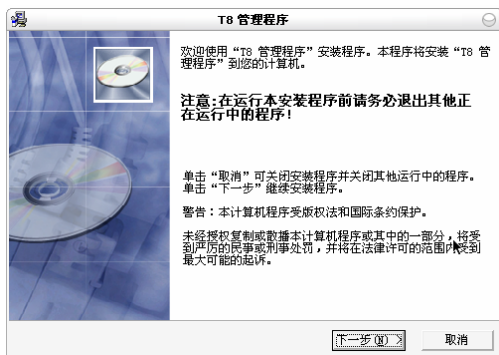 T8 管理程序
欢迎使用“T8 管理程序”安装程序。本程序将安装“T8 管
理程序”到您的计算机。
注意:在运行本安装程序前请务必退出其他正
在运行中的程序!
单击“取消”可关闭安装程序并关闭其他运行中的程序。
单击“下一步”继续安装程序。
警告：本计算机程序受版权法和国际条约保护。
未经授权复制或散播本计算机程序或其中的一部分，将受
到严厉的民事或刑事处罚，并将在法律许可的范围内受到
最大可能的起诉。
下一步(N) >
取消